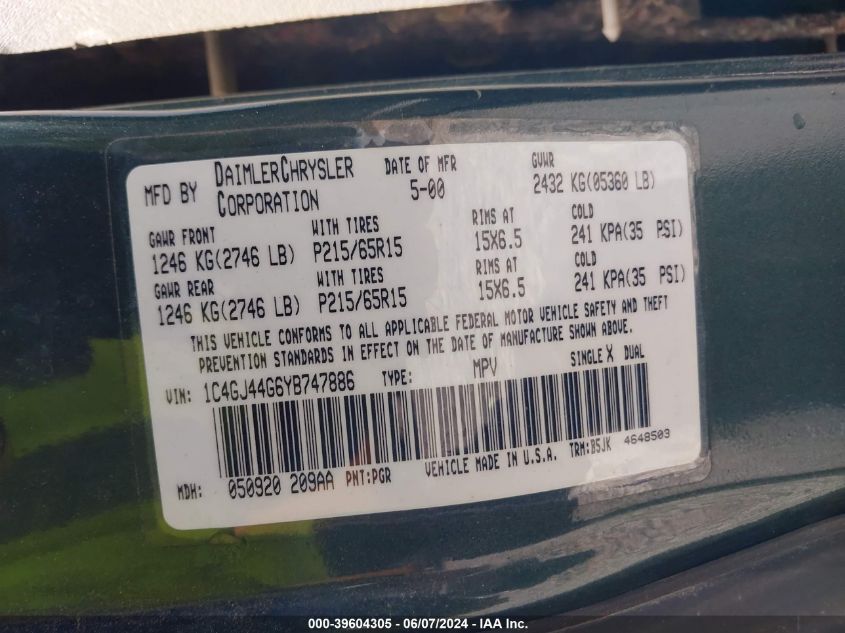 MFD BY DAIMLERCHRYSLER CORPORATION DATE OF MFR 5-00 GVWR 2432 KG(05360 LB)
GAWR FRONT WITH TIRES RIMS AT COLD
1246 KG(2746 LB) P215/65R15 15X6.5 241 KPA(35 PSI)
GAWR REAR WITH TIRES RIMS AT COLD
1246 KG(2746 LB) P215/65R15 15X6.5 241 KPA(35 PSI)
THIS VEHICLE CONFORMS TO ALL APPLICABLE FEDERAL MOTOR VEHICLE SAFETY AND THEFT
PREVENTION STANDARDS IN EFFECT ON THE DATE OF MANUFACTURE SHOWN ABOVE.
VIN: 1C4GJ44G6YB747886 TYPE: MPV SINGLE X DUAL
MDH: 050920 209AA PNT:PGR VEHICLE MADE IN U.S.A. TRM:B5JK 4648503
000-39604305 - 06/07/2024 - IAA Inc.